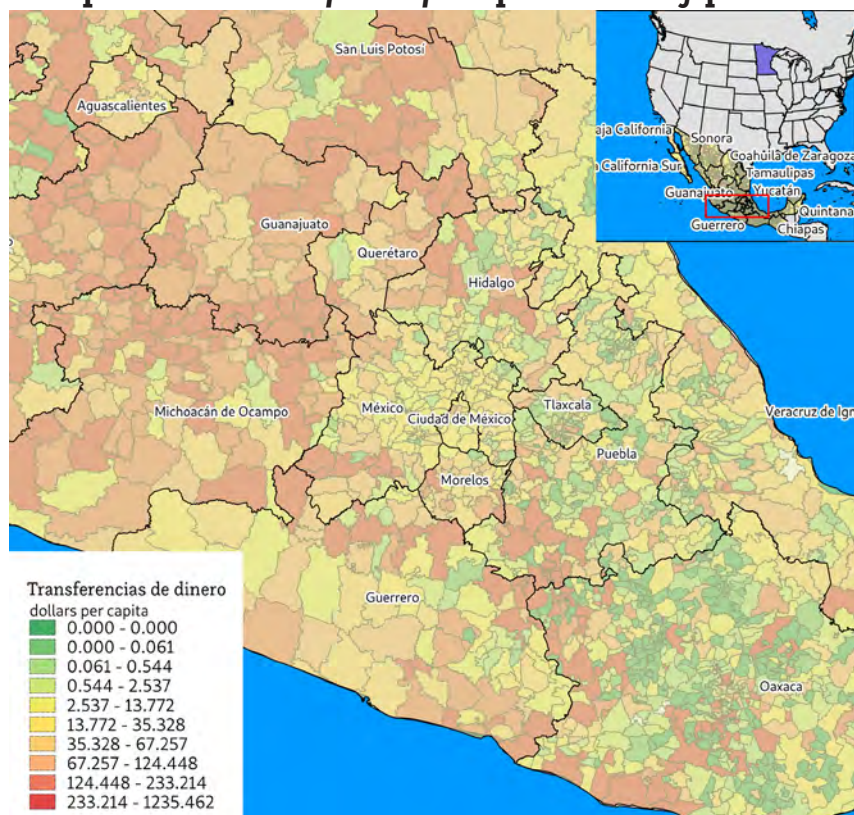 San Luis Potosí
Aguascalientes
Guanajuato
Querétaro
Hidalgo
Michoacán de Ocampo
México
Ciudad de México
Tlaxcala
Morelos
Puebla
Veracruz de Ign
Guerrero
Oaxaca
aja California
Sonora
Coahuila de Zaragoza
California Sur
Tamaulipas
Guanajuato
Yucatán
Quintana
Guerrero
Chiapas
Transferencias de dinero
dollars per capita
0.000 - 0.000
0.000 - 0.061
0.061 - 0.544
0.544 - 2.537
2.537 - 13.772
13.772 - 35.328
35.328 - 67.257
67.257 - 124.448
124.448 - 233.214
233.214 - 1235.462